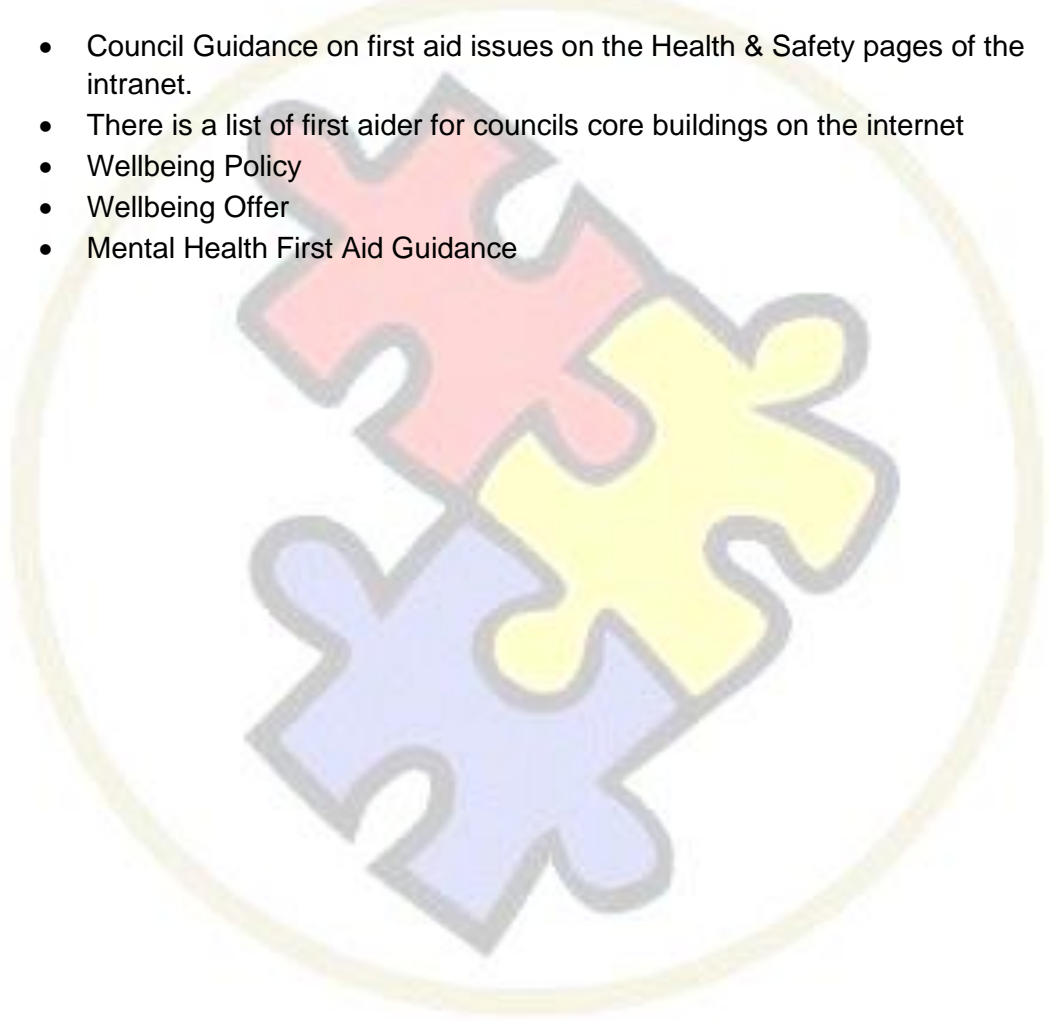 • Council Guidance on first aid issues on the Health & Safety pages of the
intranet.
• There is a list of first aider for councils core buildings on the internet
• Wellbeing Policy
• Wellbeing Offer
• Mental Health First Aid Guidance